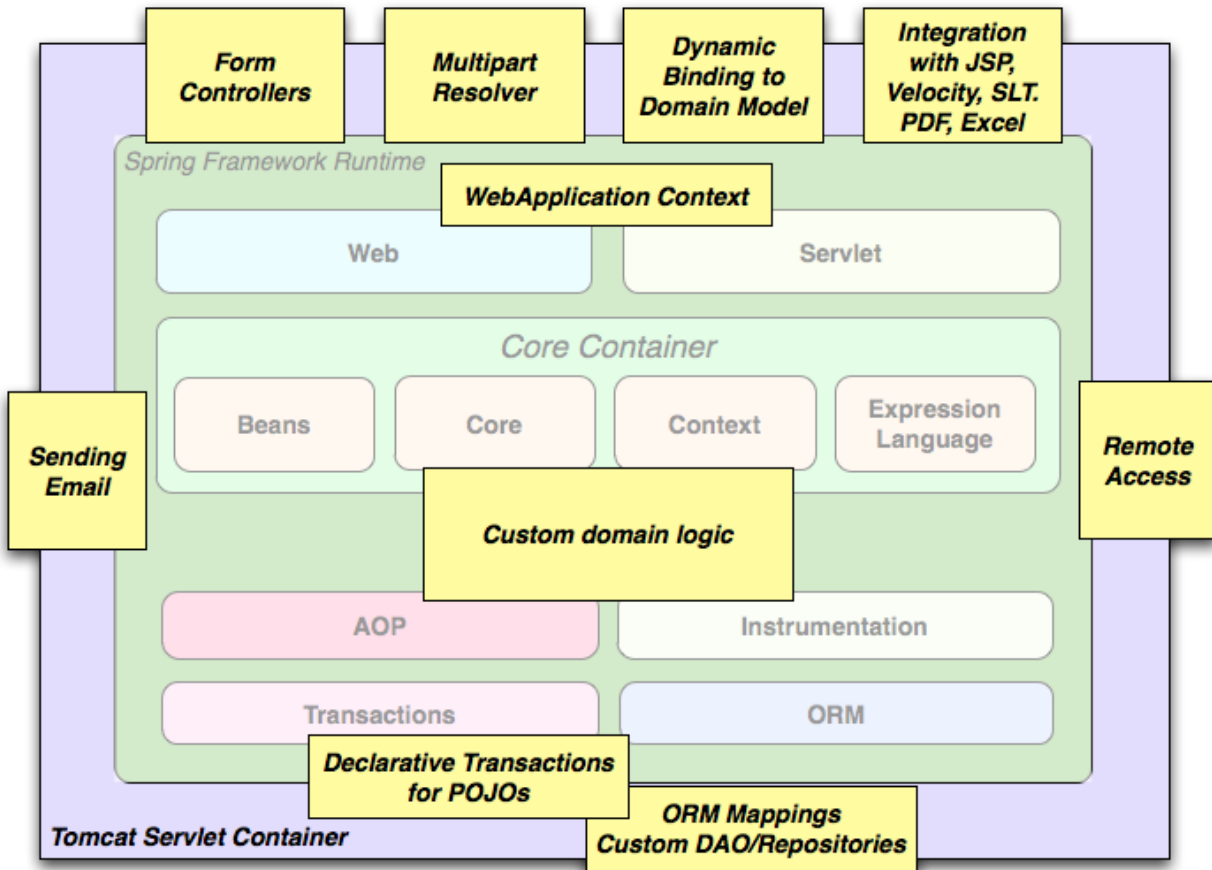 Form
Controllers
Multipart
Resolver
Dynamic
Binding to
Domain Model
Integration
with JSP,
Velocity, SLT.
PDF, Excel
Spring Framework Runtime
WebApplication Context
Web
Servlet
Core Container
Beans
Core
Context
Expression
Language
Sending
Email
Remote
Access
Custom domain logic
AOP
Instrumentation
Transactions
ORM
Declarative Transactions
for POJOs
ORM Mappings
Custom DAO/Repositories
Tomcat Servlet Container